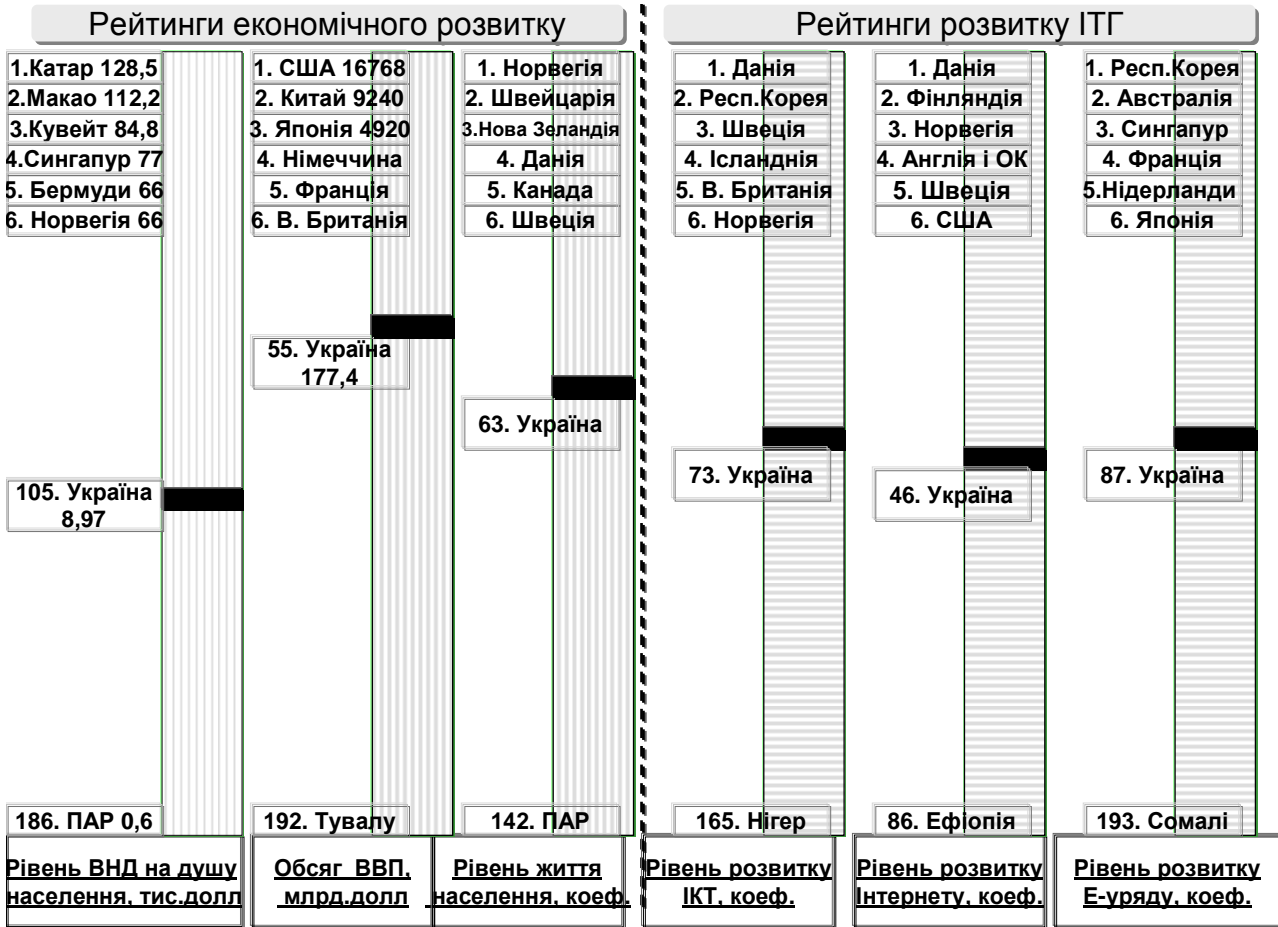 Рейтинги економічного розвитку
1.Катар 128,5
2.Макао 112,2
3.Кувейт 84,8
4.Сингапур 77
5. Бермуди 66
6. Норвегія 66
105. Україна
8,97
186. ПАР 0,6
Рівень ВНД на душу
населення, тис.долл
1. США 16768
2. Китай 9240
3. Японія 4920
4. Німеччина
5. Франція
6. В. Британія
55. Україна
177,4
192. Тувалу
Обсяг ВВП,
млрд.долл
1. Норвегія
2. Швейцарія
3.Нова Зеландія
4. Данія
5. Канада
6. Швеція
63. Україна
142. ПАР
Рівень життя
населення, коеф.
Рейтинги розвитку ІТГ
1. Данія
2. Респ.Корея
3. Швеція
4. Ісланднія
5. В. Британія
6. Норвегія
73. Україна
165. Нігер
Рівень розвитку
ІКТ, коеф.
1. Данія
2. Фінляндія
3. Норвегія
4. Англія і ОК
5. Швеція
6. США
46. Україна
86. Ефіопія
Рівень розвитку
Інтернету, коеф.
1. Респ.Корея
2. Австралія
3. Сингапур
4. Франція
5.Нідерланди
6. Японія
87. Україна
193. Сомалі
Рівень розвитку
Е-уряду, коеф.